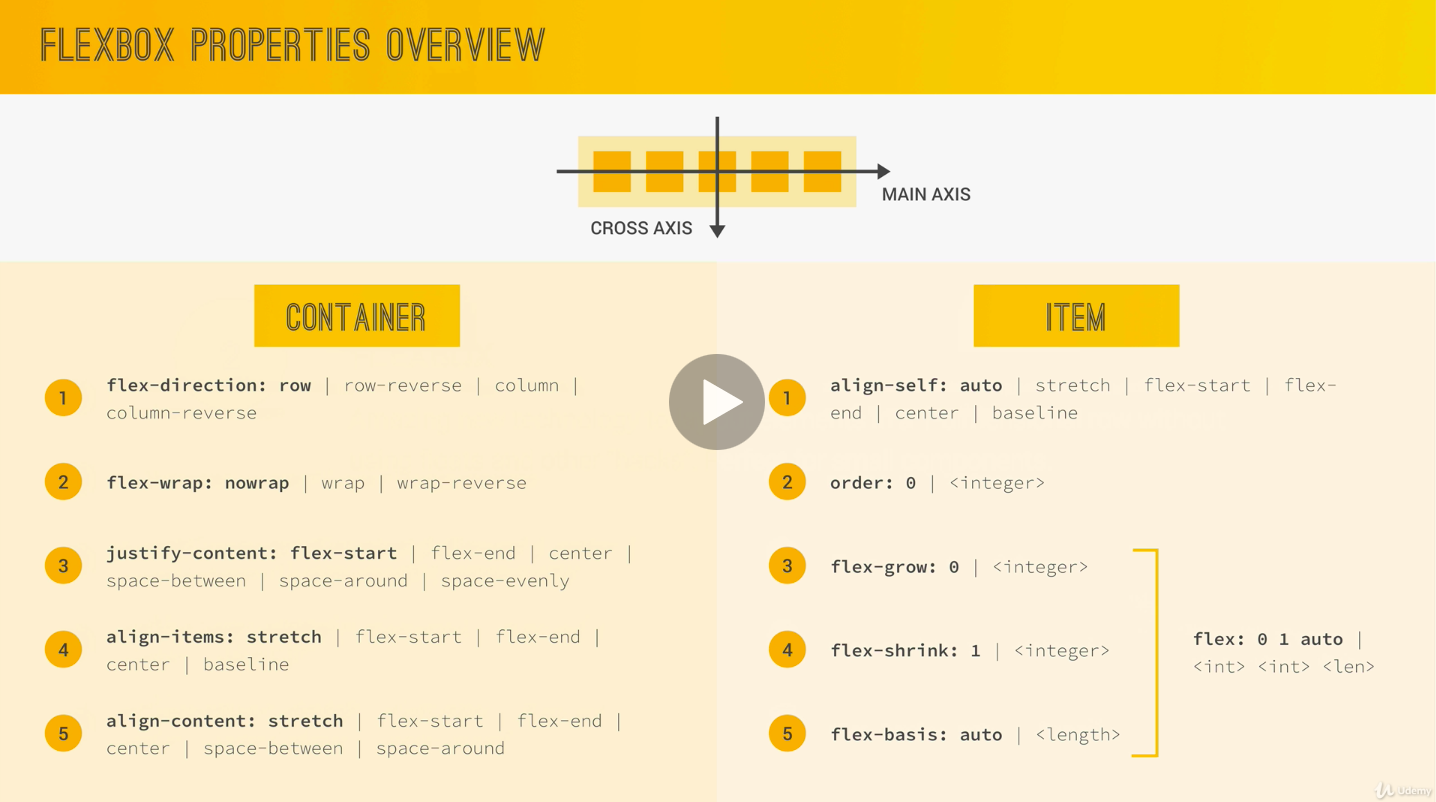 FLEXBOX PROPERTIES OVERVIEW
MAIN AXIS
CROSS AXIS
CONTAINER
1 flex-direction: row | row-reverse | column |
column-reverse
2 flex-wrap: nowrap | wrap | wrap-reverse
3 justify-content: flex-start | flex-end | center |
space-between | space-around | space-evenly
4 align-items: stretch | flex-start | flex-end |
center | baseline
5 align-content: stretch | flex-start | flex-end |
center | space-between | space-around
ITEM
1 align-self: auto | stretch | flex-start | flex-
end | center | baseline
2 order: 0 | <integer>
3 flex-grow: 0 | <integer>
4 flex-shrink: 1 | <integer>
5 flex-basis: auto | <length>
flex: 0 1 auto |
<int> <int> <len>
Udemy